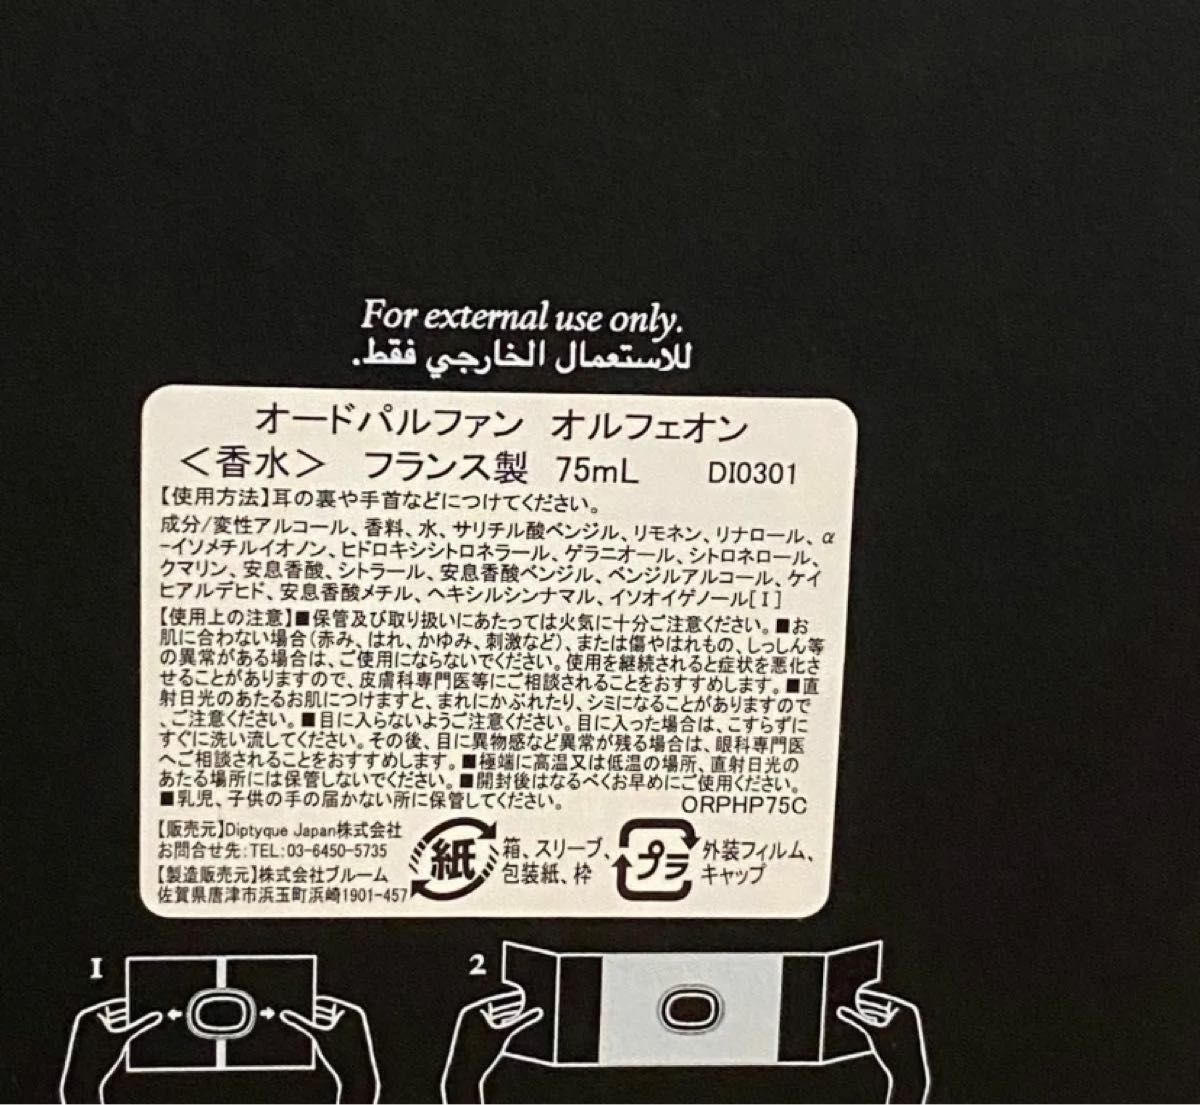 For external use only.
للاستعمال الخارجي فقط.
オードパルファン オルフェオン
＜香水＞ フランス製 75mL DI0301
【使用方法】耳の裏や手首などにつけてください。
成分/変性アルコール、香料、水、サリチル酸ベンジル、リモネン、リナロール、α
-イソメチルイオノン、ヒドロキシシトロネラール、ゲラニオール、シトロネロール、
クマリン、安息香酸、シトラール、安息香酸ベンジル、ベンジルアルコール、ケイ
ヒアルデヒド、安息香酸メチル、ヘキシルシンナマル、イソオイゲノール[I]
【使用上の注意】■保管及び取り扱いにあたっては火気に十分ご注意ください。■お
肌に合わない場合(赤み、はれ、かゆみ、刺激など)、または傷やはれもの、しっしん等
の異常がある場合は、ご使用にならないでください。使用を継続されると症状を悪化さ
せることがありますので、皮膚科専門医等にご相談されることをおすすめします。■直
射日光のあたるお肌につけますと、まれにかぶれたり、シミになることがありますので
、ご注意ください。■目に入らないようご注意ください。目に入った場合は、こすらずに
すぐに洗い流してください。その後、目に異物感など異常が残る場合は、眼科専門医
へご相談されることをおすすめします。■極端に高温又は低温の場所、直射日光の
あたる場所には保管しないでください。■開封後はなるべくお早めにご使用ください。
■乳児、子供の手の届かない所に保管してください。 ORPHP75C
【販売元】Diptyque Japan株式会社
お問合せ先:TEL:03-6450-5735
【製造販売元】株式会社ブルーム
佐賀県唐津市浜玉町浜崎1901-457
紙
箱、スリーブ、
包装紙、枠
プラ
外装フィルム、
キャップ
1
2